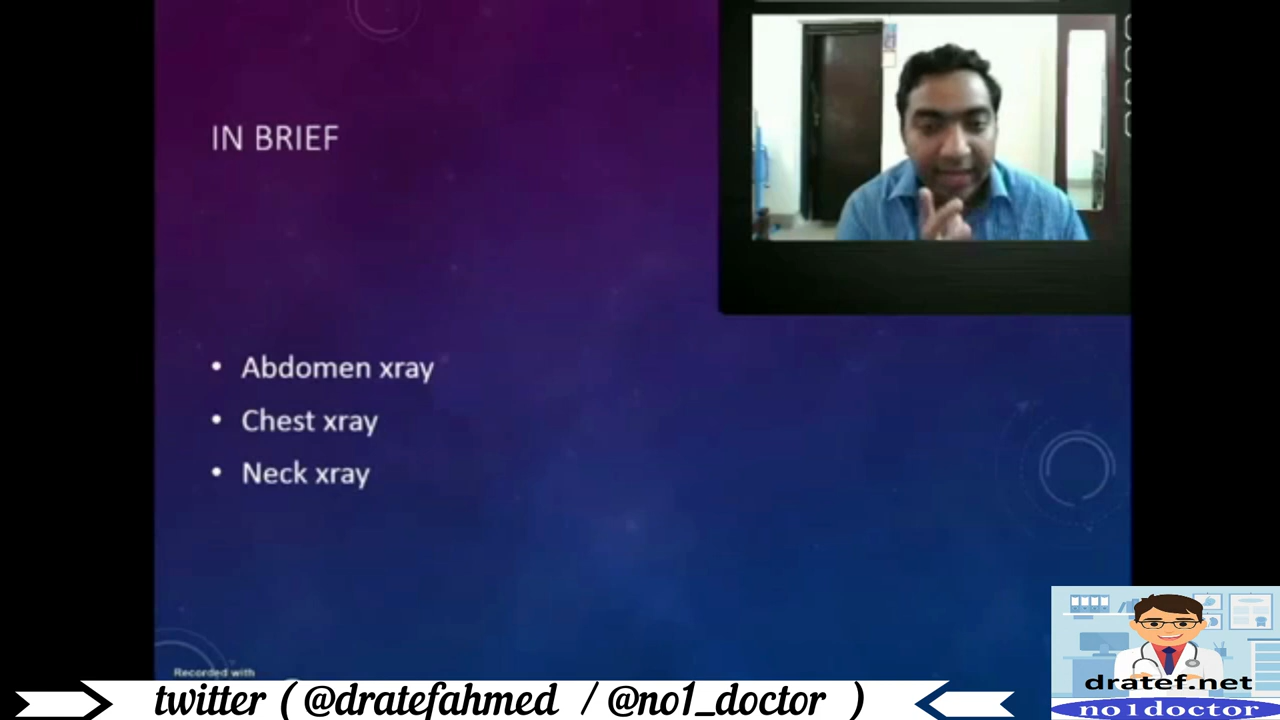 IN BRIEF
• Abdomen xray
• Chest xray
• Neck xray
Recorded with
twitter ( @dratefahmed / @no1_doctor )
dratef.net
no1doctor